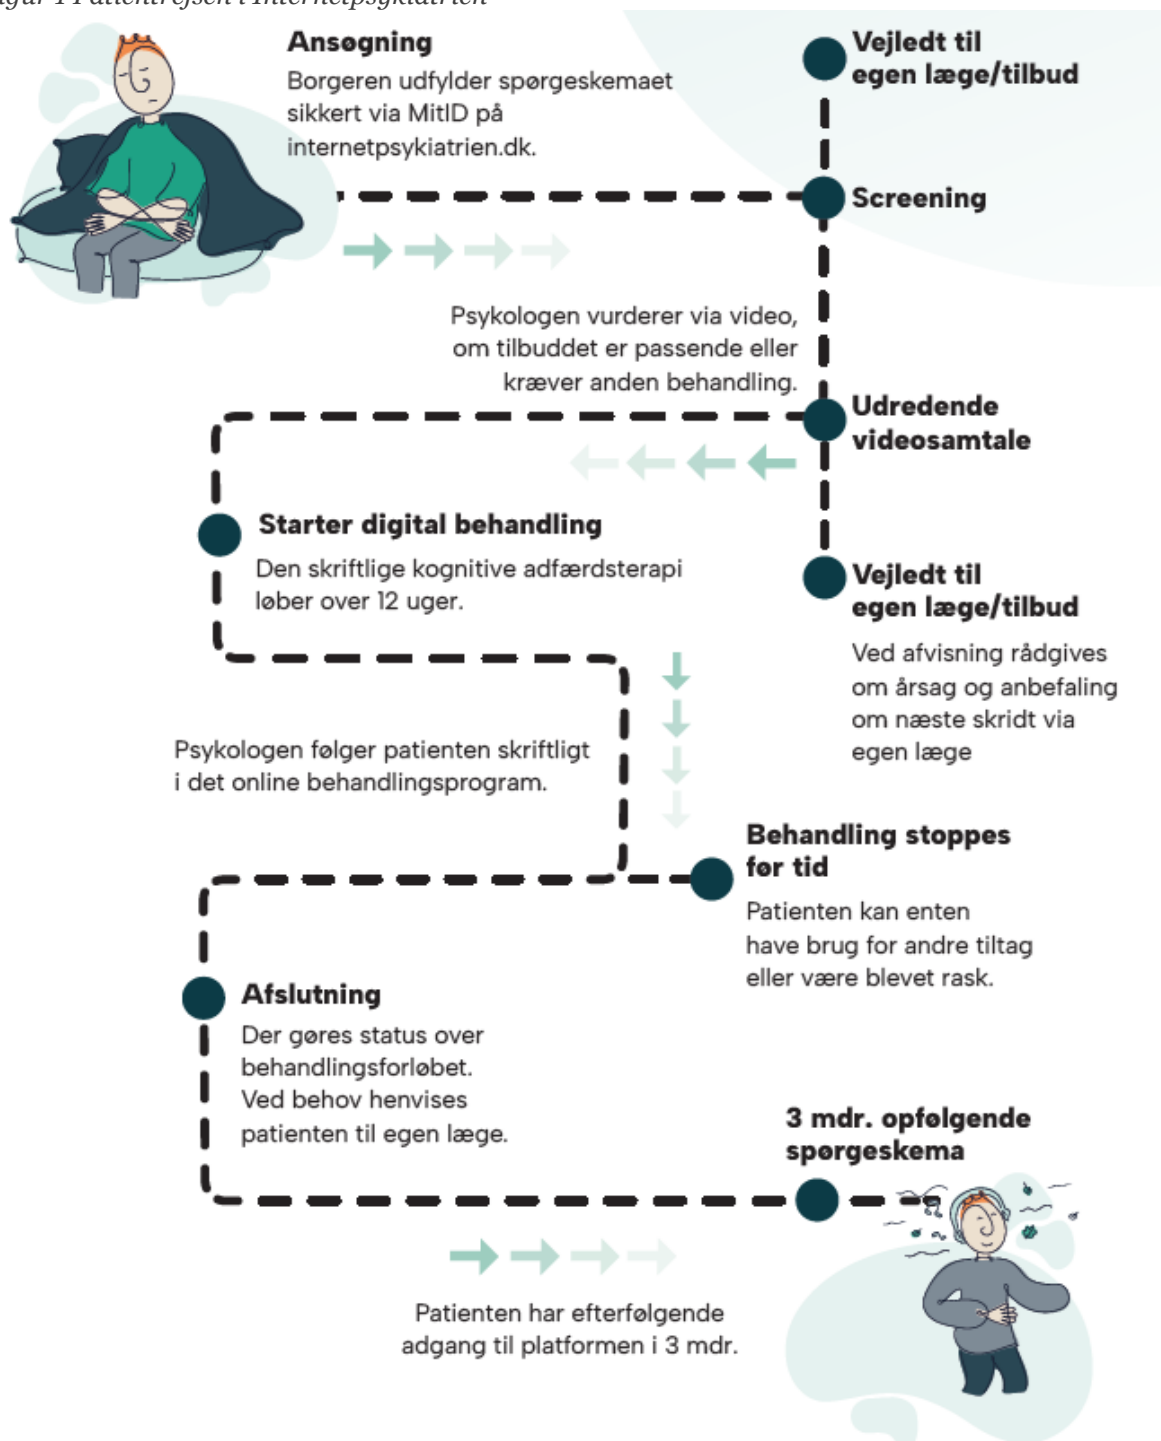 Patientrejsen i Internetpsykiatrien
Ansøgning
Borgeren udfylder spørgeskemaet
sikkert via MitID på
internetpsykiatrien.dk.
Vejledt til
egen læge/tilbud
Screening
Psykologen vurderer via video,
om tilbuddet er passende eller
kræver anden behandling.
Udredende
videosamtale
Starter digital behandling
Den skriftlige kognitive adfærdsterapi
løber over 12 uger.
Vejledt til
egen læge/tilbud
Ved afvisning rådgives
om årsag og anbefaling
om næste skridt via
egen læge
Psykologen følger patienten skriftligt
i det online behandlingsprogram.
Behandling stoppes
før tid
Patienten kan enten
have brug for andre tiltag
eller være blevet rask.
Afslutning
Der gøres status over
behandlingsforløbet.
Ved behov henvises
patienten til egen læge.
3 mdr. opfølgende
spørgeskema
Patienten har efterfølgende
adgang til platformen i 3 mdr.